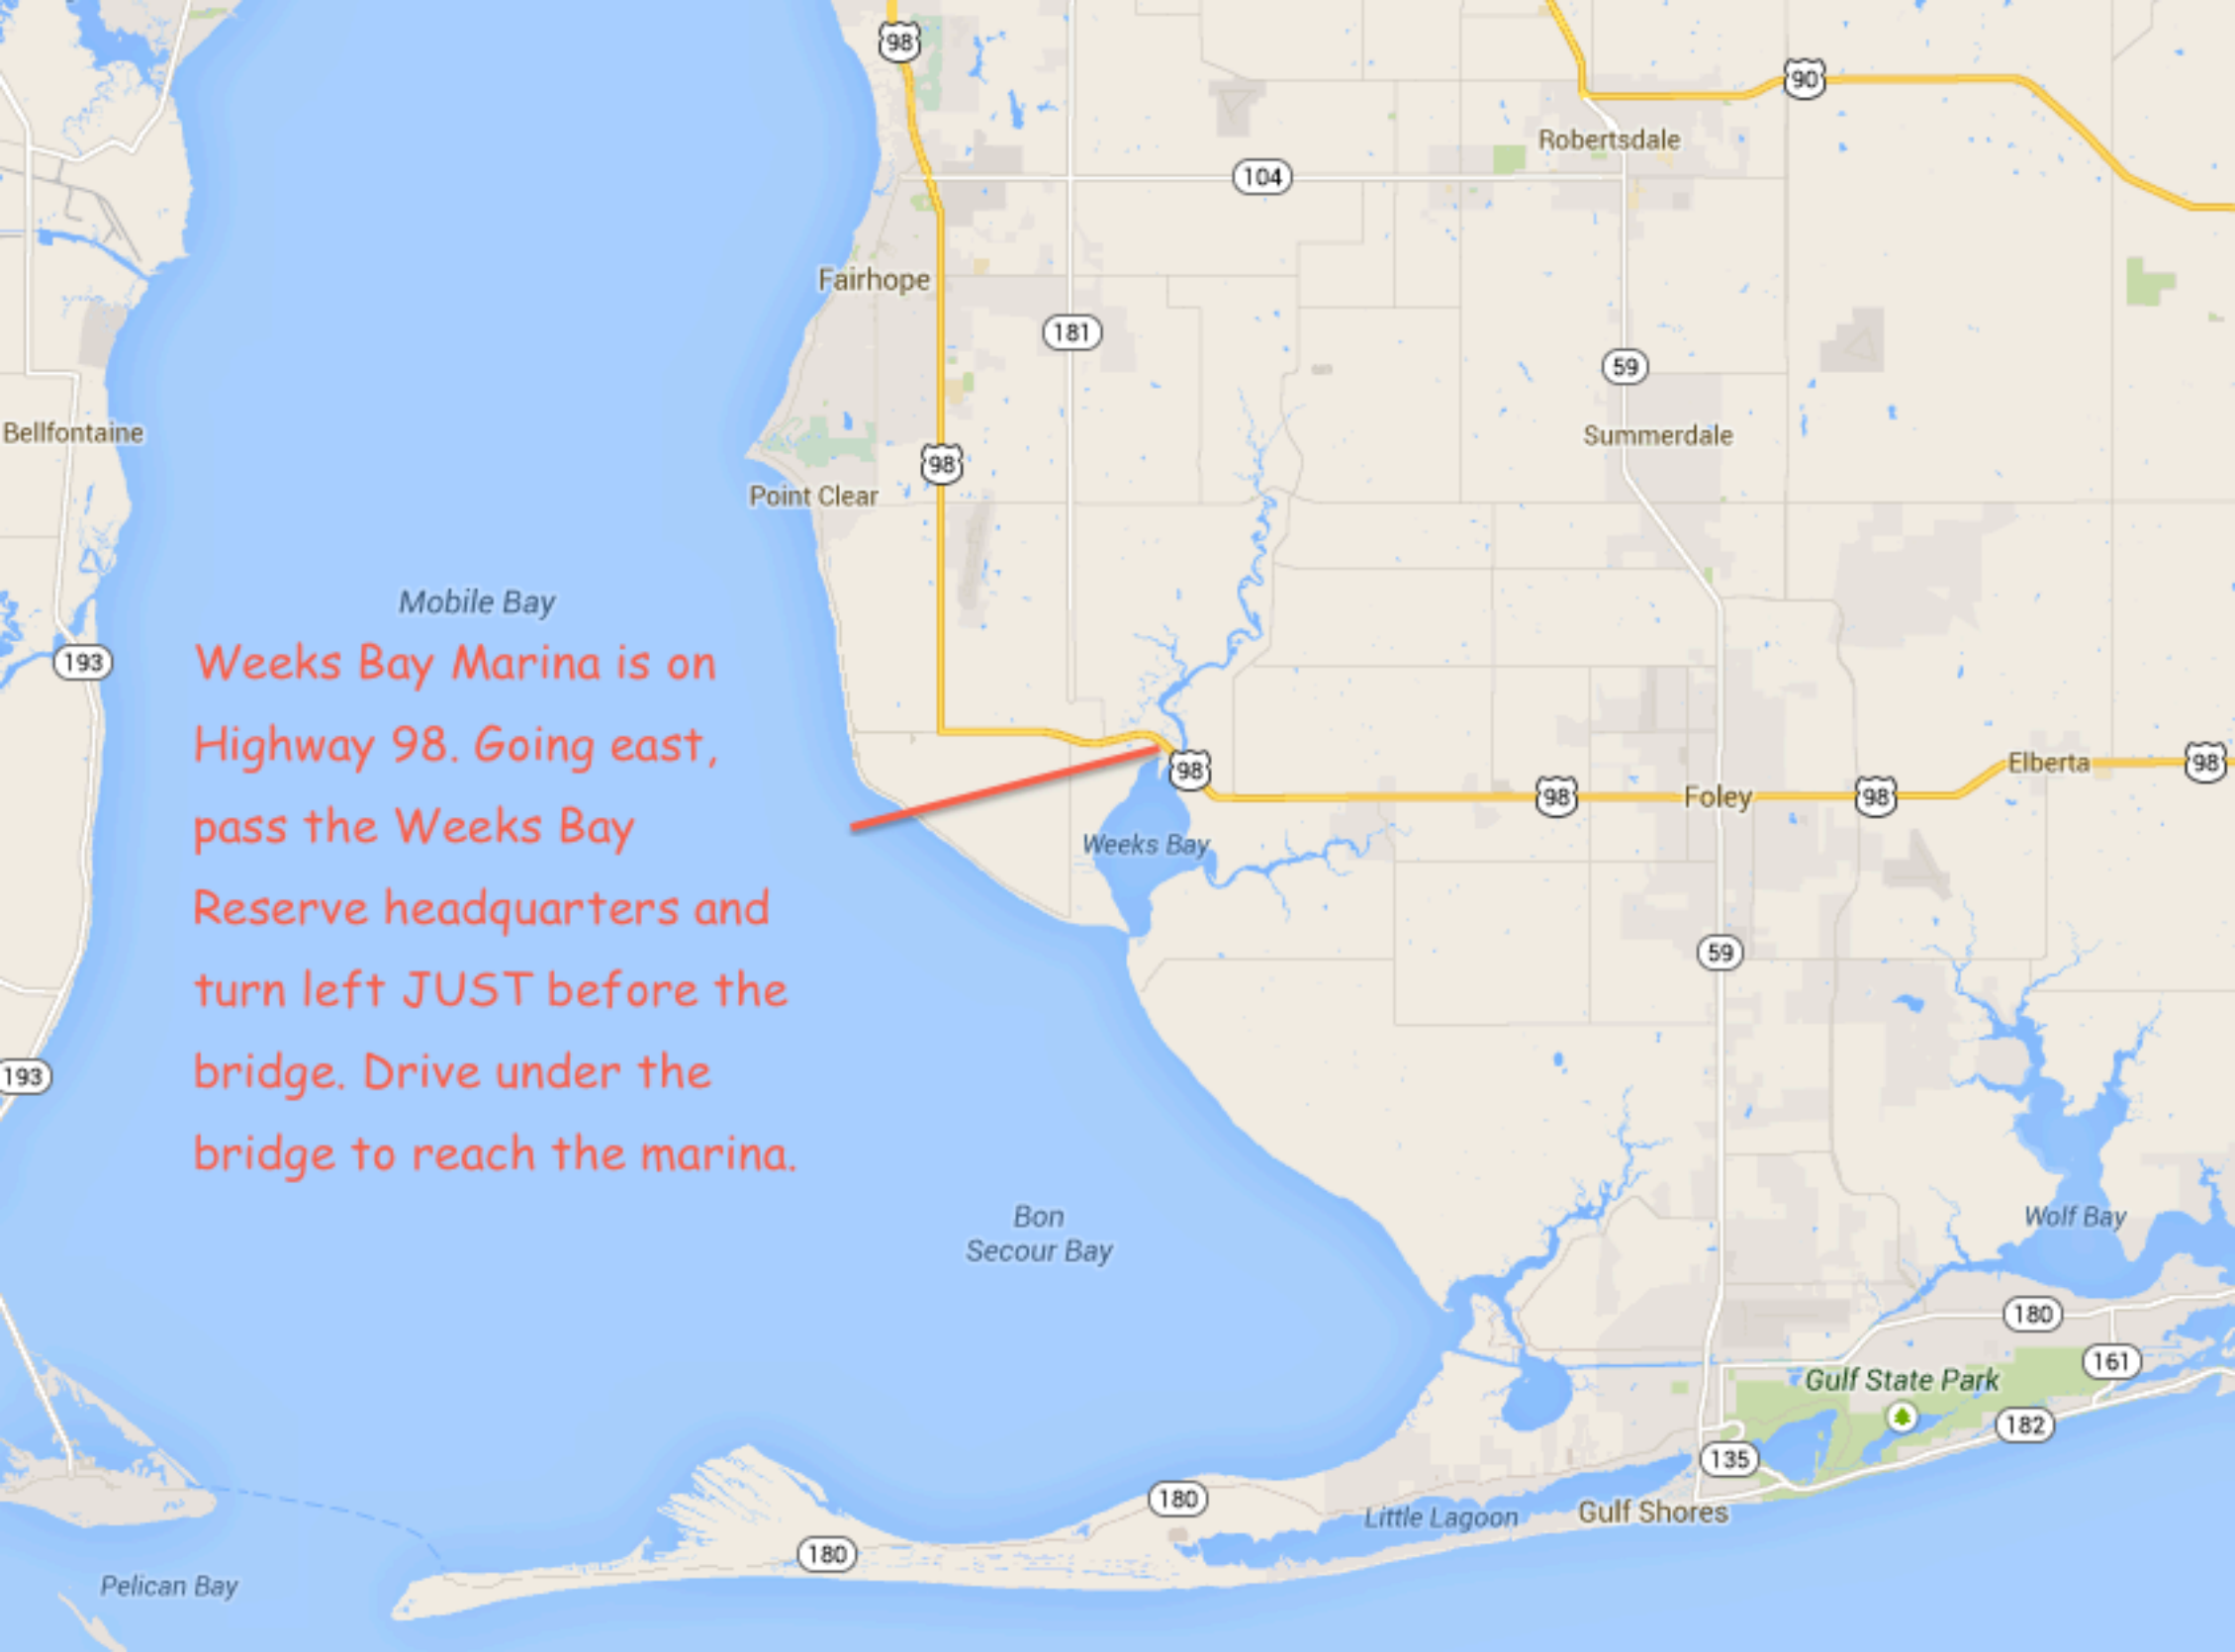 98
90
Robertsdale
104
Fairhope
181
59
Bellfontaine
Summerdale
98
Point Clear
Mobile Bay
193
Weeks Bay Marina is on
Highway 98. Going east,
pass the Weeks Bay
Reserve headquarters and
turn left JUST before the
bridge. Drive under the
bridge to reach the marina.
98
Elberta
98
98
Foley
98
Weeks Bay
59
193
Bon
Secour Bay
Wolf Bay
180
161
Gulf State Park
182
135
180
Little Lagoon
Gulf Shores
180
Pelican Bay